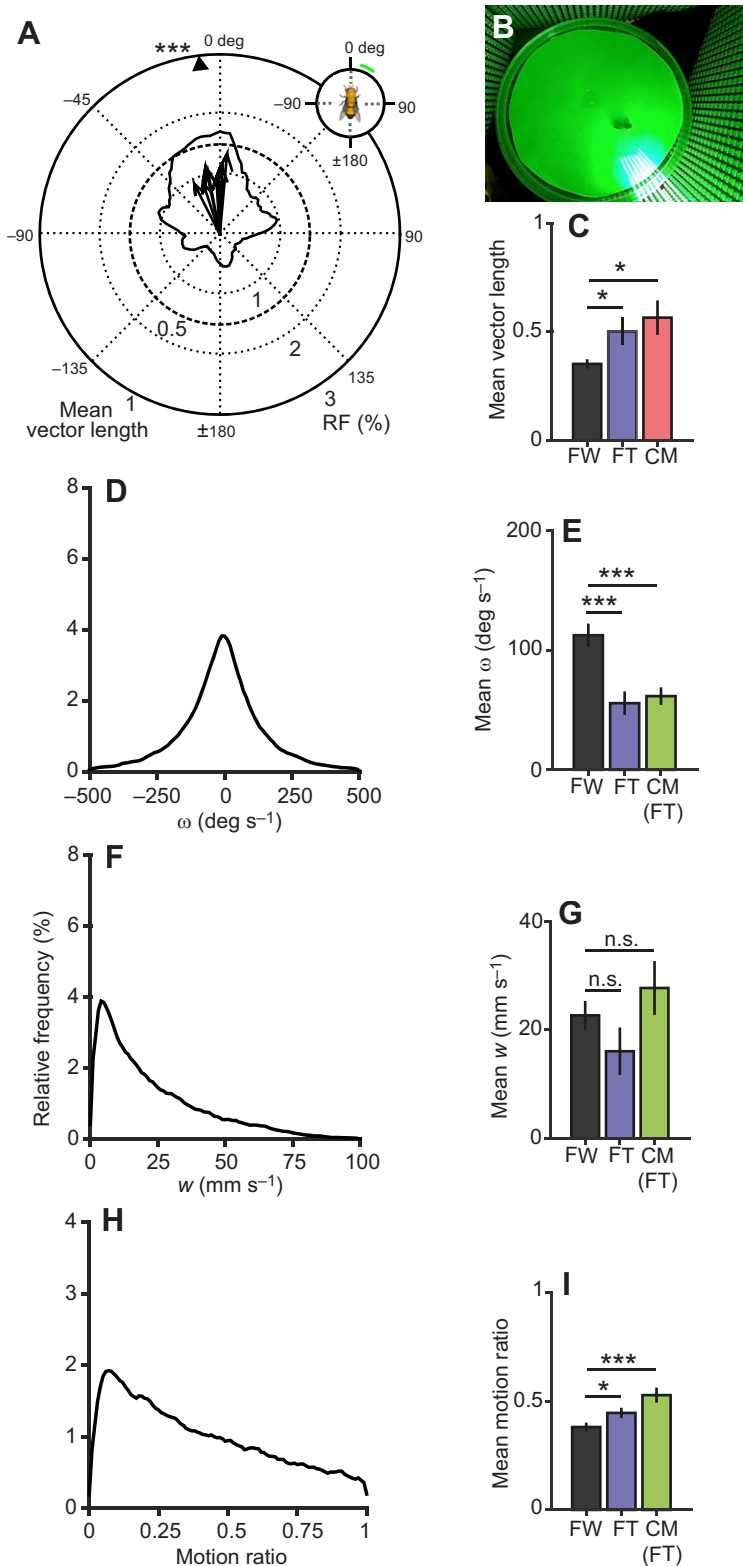 A
***
0 deg
–45
–90
90
–135
135
±180
0.5
1
2
3
1
Mean
vector length
RF (%)
0 deg
–90
90
±180
B
C
Mean vector length
1
0.5
0
*
*
FW FT CM
D
8
6
4
2
0
–500 –250 0 250 500
ω (deg s–1)
E
Mean ω (deg s–1)
200
100
0
***
***
FW FT CM
(FT)
F
Relative frequency (%)
8
6
4
2
0
0 25 50 75 100
w (mm s–1)
G
Mean w (mm s–1)
40
20
0
n.s.
n.s.
FW FT CM
(FT)
H
4
3
2
1
0
0 0.25 0.5 0.75 1
Motion ratio
I
Mean motion ratio
1
0.5
0
***
*
FW FT CM
(FT)